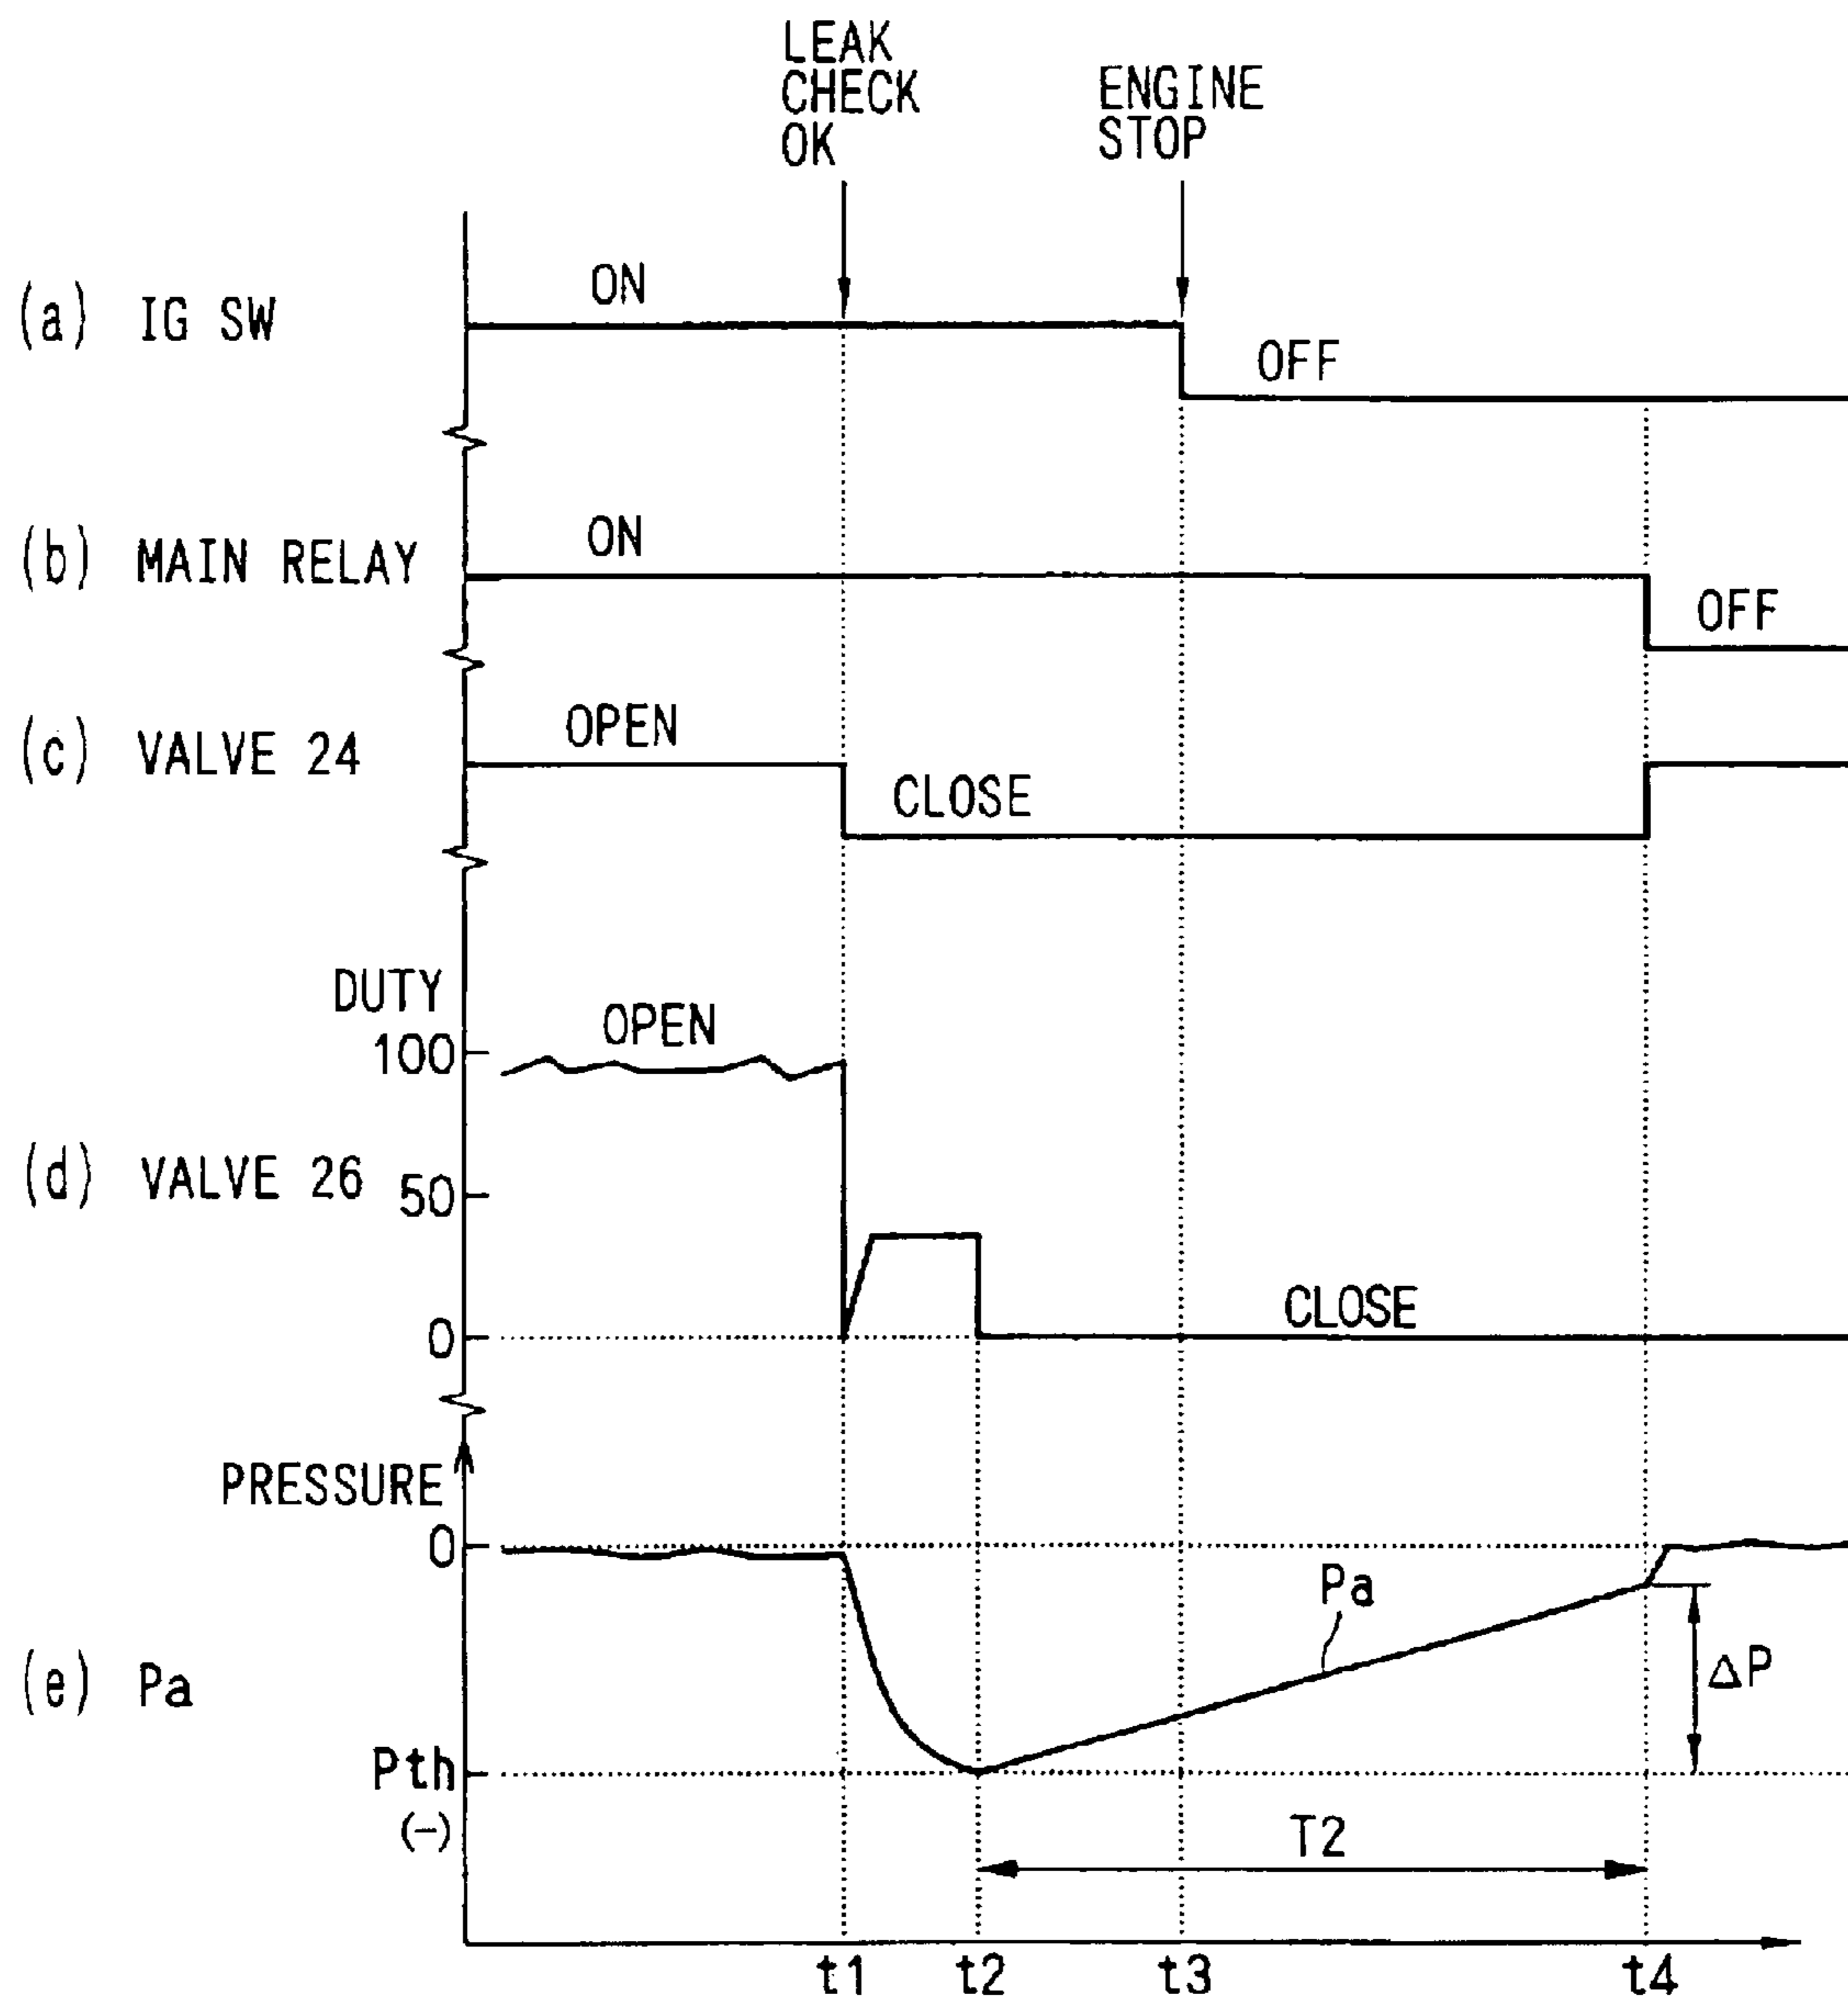 LEAK
CHECK
OK
ENGINE
STOP
(a) IG SW
ON
OFF
(b) MAIN RELAY
ON
OFF
(c) VALVE 24
OPEN
CLOSE
DUTY
100
OPEN
(d) VALVE 26
50
0
CLOSE
PRESSURE
0
Pa
(e) Pa
ΔP
Pth
(-)
T2
t1 t2 t3 t4